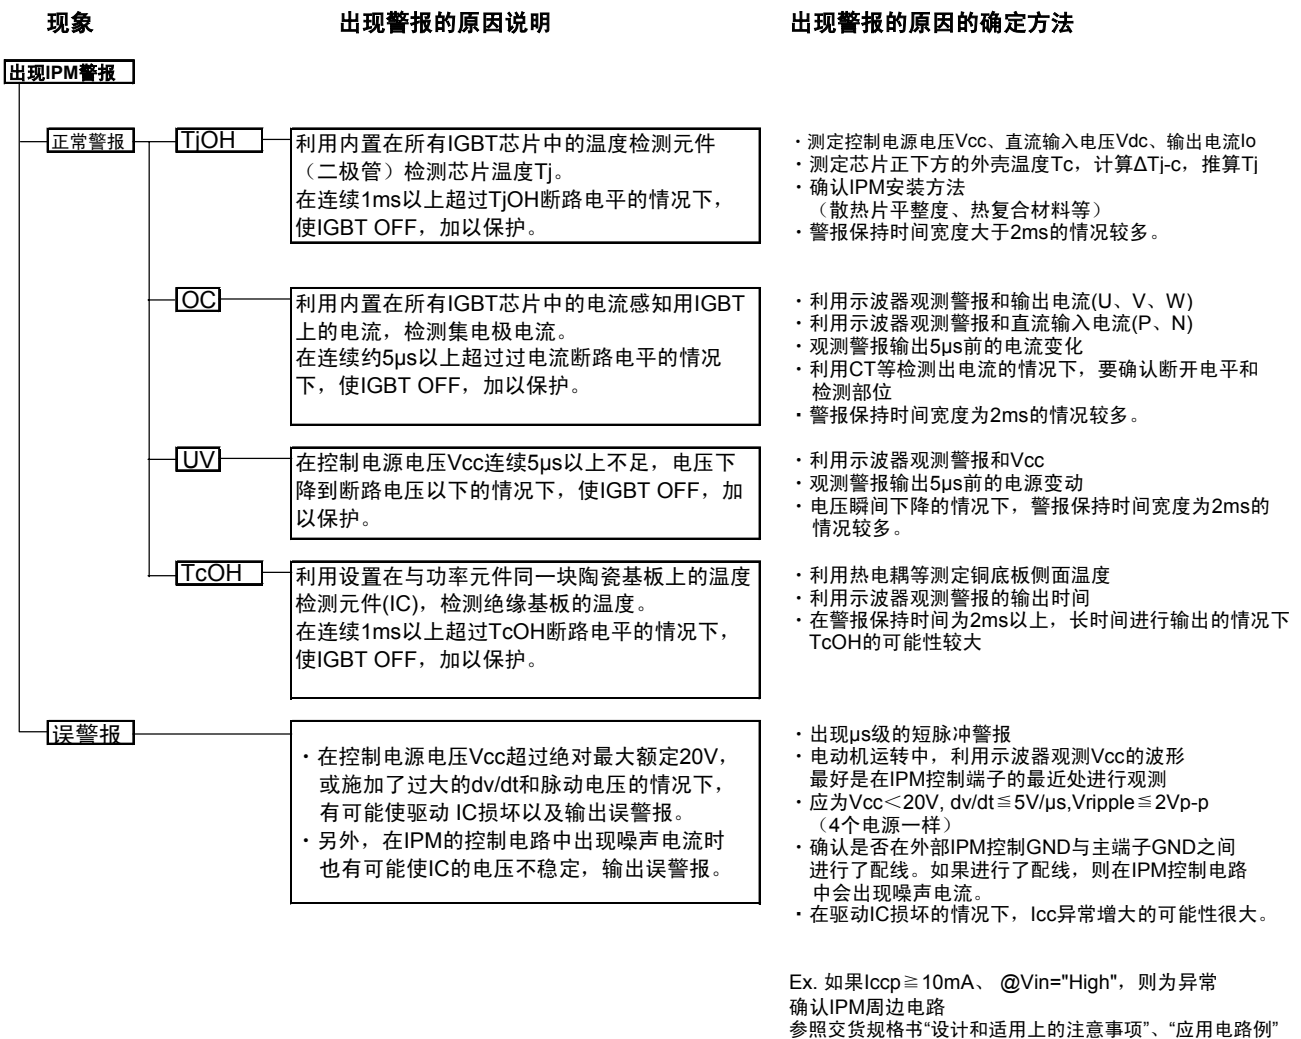 现象
出现警报的原因说明
出现警报的原因的确定方法
出现IPM警报
正常警报
TjOH
利用内置在所有IGBT芯片中的温度检测元件
（二极管）检测芯片温度Tj。
在连续1ms以上超过TjOH断路电平的情况下，
使IGBT OFF，加以保护。
・测定控制电源电压Vcc、直流输入电压Vdc、输出电流Io
・测定芯片正下方的外壳温度Tc，计算ΔTj-c，推算Tj
・确认IPM安装方法
（散热片平整度、热复合材料等）
・警报保持时间宽度大于2ms的情况较多。
OC
利用内置在所有IGBT芯片中的电流感知用IGBT
上的电流，检测集电极电流。
在连续约5μs以上超过过电流断路电平的情况
下，使IGBT OFF，加以保护。
・利用示波器观测警报和输出电流(U、V、W)
・利用示波器观测警报和直流输入电流(P、N)
・观测警报输出5μs前的电流变化
・利用CT等检测出电流的情况下，要确认断开电平和
检测部位
・警报保持时间宽度为2ms的情况较多。
UV
在控制电源电压Vcc连续5μs以上不足，电压下
降到断路电压以下的情况下，使IGBT OFF，加
以保护。
・利用示波器观测警报和Vcc
・观测警报输出5μs前的电源变动
・电压瞬间下降的情况下，警报保持时间宽度为2ms的
情况较多。
TcOH
利用设置在与功率元件同一块陶瓷基板上的温度
检测元件(IC)，检测绝缘基板的温度。
在连续1ms以上超过TcOH断路电平的情况下，
使IGBT OFF，加以保护。
・利用热电耦等测定铜底板侧面温度
・利用示波器观测警报的输出时间
・在警报保持时间为2ms以上，长时间进行输出的情况下
TcOH的可能性较大
误警报
・在控制电源电压Vcc超过绝对最大额定20V，
或施加了过大的dv/dt和脉动电压的情况下，
有可能使驱动 IC损坏以及输出误警报。
・另外，在IPM的控制电路中出现噪声电流时
也有可能使IC的电压不稳定，输出误警报。
・出现μs级的短脉冲警报
・电动机运转中，利用示波器观测Vcc的波形
最好是在IPM控制端子的最近处进行观测
・应为Vcc＜20V, dv/dt≦5V/μs,Vripple≦2Vp-p
（4个电源一样）
・确认是否在外部IPM控制GND与主端子GND之间
进行了配线。如果进行了配线，则在IPM控制电路
中会出现噪声电流。
・在驱动IC损坏的情况下，Icc异常增大的可能性很大。
Ex. 如果Iccp≧10mA、 @Vin="High"，则为异常
确认IPM周边电路
参照交货规格书“设计和适用上的注意事项”、“应用电路例”